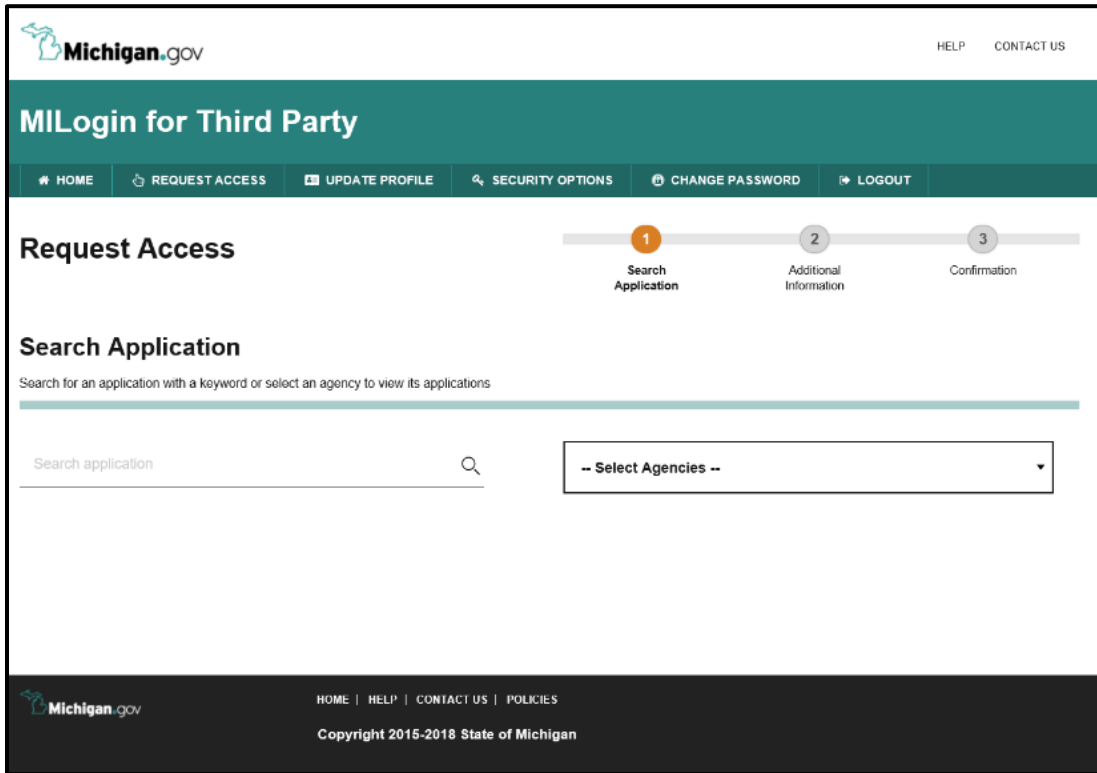 Michigan.gov
HELP CONTACT US
MILogin for Third Party
HOME REQUEST ACCESS UPDATE PROFILE SECURITY OPTIONS CHANGE PASSWORD LOGOUT
Request Access
1 2 3
Search Application
Additional Information
Confirmation
Search Application
Search for an application with a keyword or select an agency to view its applications
Search application
-- Select Agencies --
Michigan.gov
HOME | HELP | CONTACT US | POLICIES
Copyright 2015-2018 State of Michigan